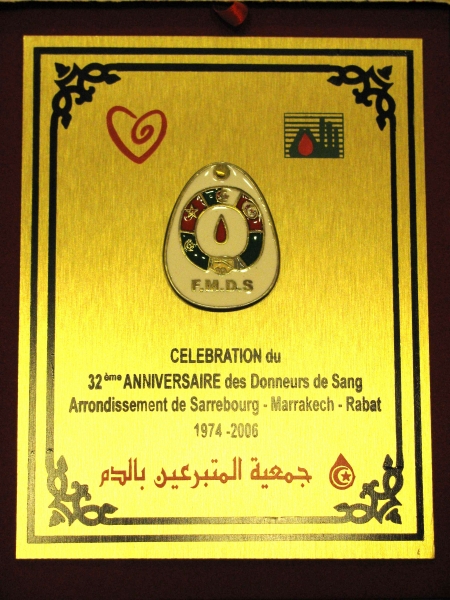 F.M.D.S
CELEBRATION du
32ème ANNIVERSAIRE des Donneurs de Sang
Arrondissement de Sarrebourg - Marrakech - Rabat
1974 -2006
جمعية المتبرعين بالدم